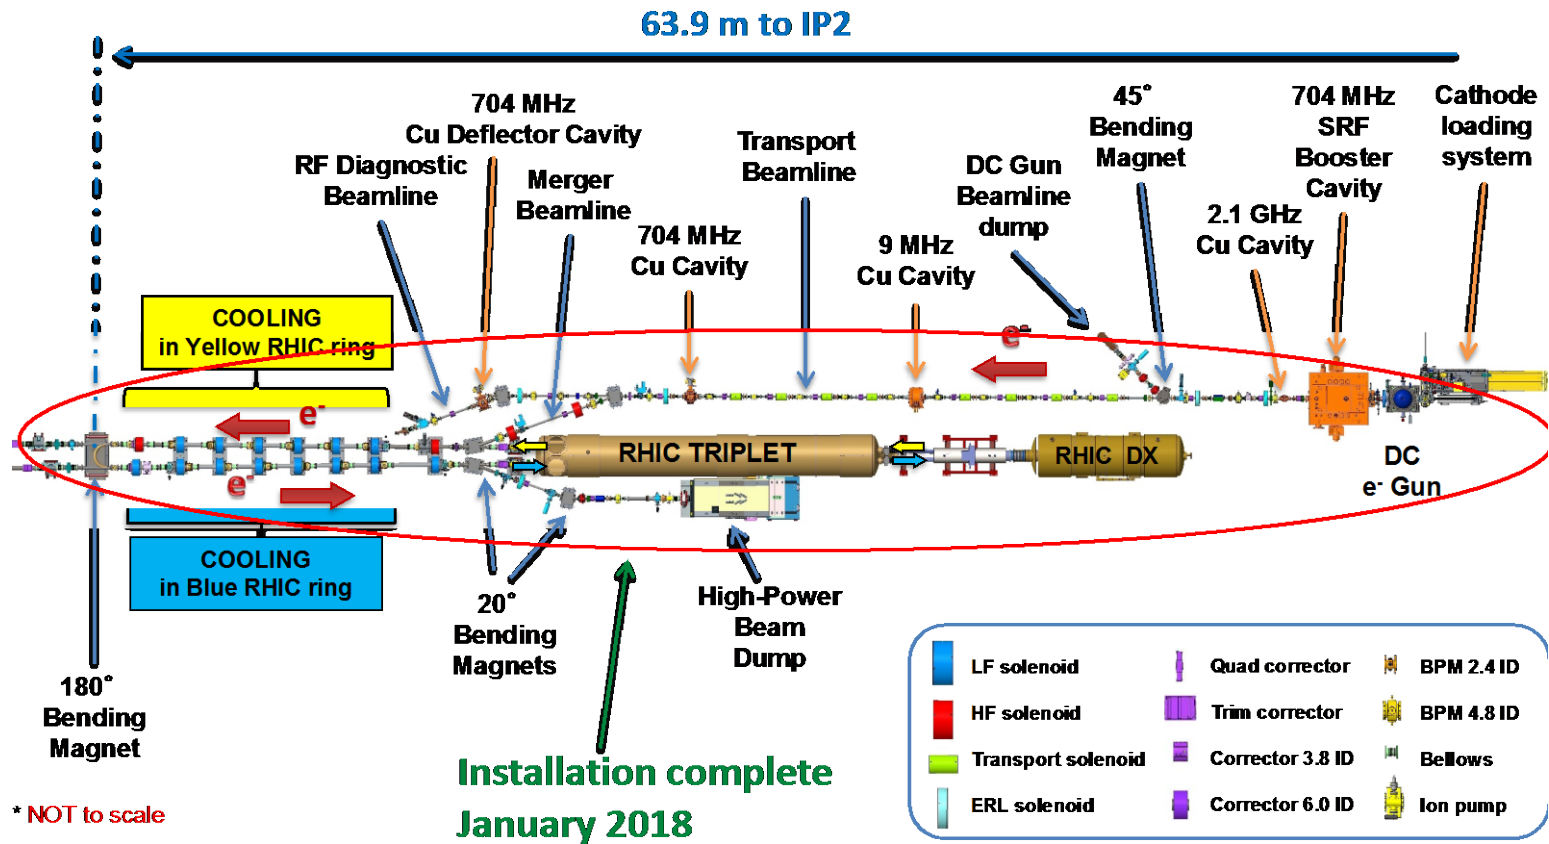 63.9 m to IP2
704 MHz
Cu Deflector Cavity
RF Diagnostic
Beamline
Merger
Beamline
704 MHz
Cu Cavity
Transport
Beamline
9 MHz
Cu Cavity
DC Gun
Beamline
dump
45°
Bending
Magnet
2.1 GHz
Cu Cavity
704 MHz
SRF
Booster
Cavity
Cathode
loading
system
COOLING
in Yellow RHIC ring
e-
e-
e-
RHIC TRIPLET
RHIC DX
DC
e- Gun
COOLING
in Blue RHIC ring
180°
Bending
Magnet
20°
Bending
Magnets
High-Power
Beam
Dump
Installation complete
January 2018
* NOT to scale
LF solenoid
HF solenoid
Transport solenoid
ERL solenoid
Quad corrector
Trim corrector
Corrector 3.8 ID
Corrector 6.0 ID
BPM 2.4 ID
BPM 4.8 ID
Bellows
Ion pump